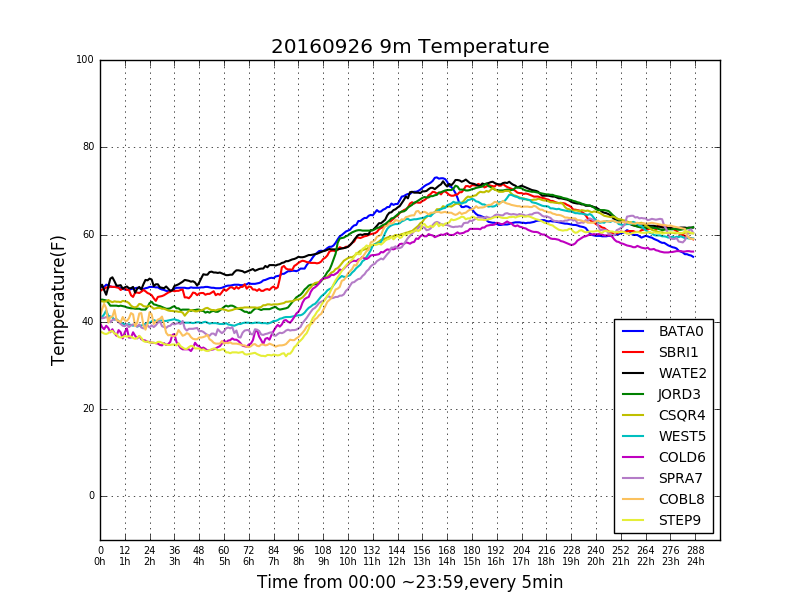 20160926 9m Temperature
Temperature(F)
100
80
60
40
20
0
0 12 24 36 48 60 72 84 96 108 120 132 144 156 168 180 192 204 216 228 240 252 264 276 288
0h 1h 2h 3h 4h 5h 6h 7h 8h 9h 10h 11h 12h 13h 14h 15h 16h 17h 18h 19h 20h 21h 22h 23h 24h
Time from 00:00 ~23:59,every 5min
BATA0
SBRI1
WATE2
JORD3
CSQR4
WEST5
COLD6
SPRA7
COBL8
STEP9